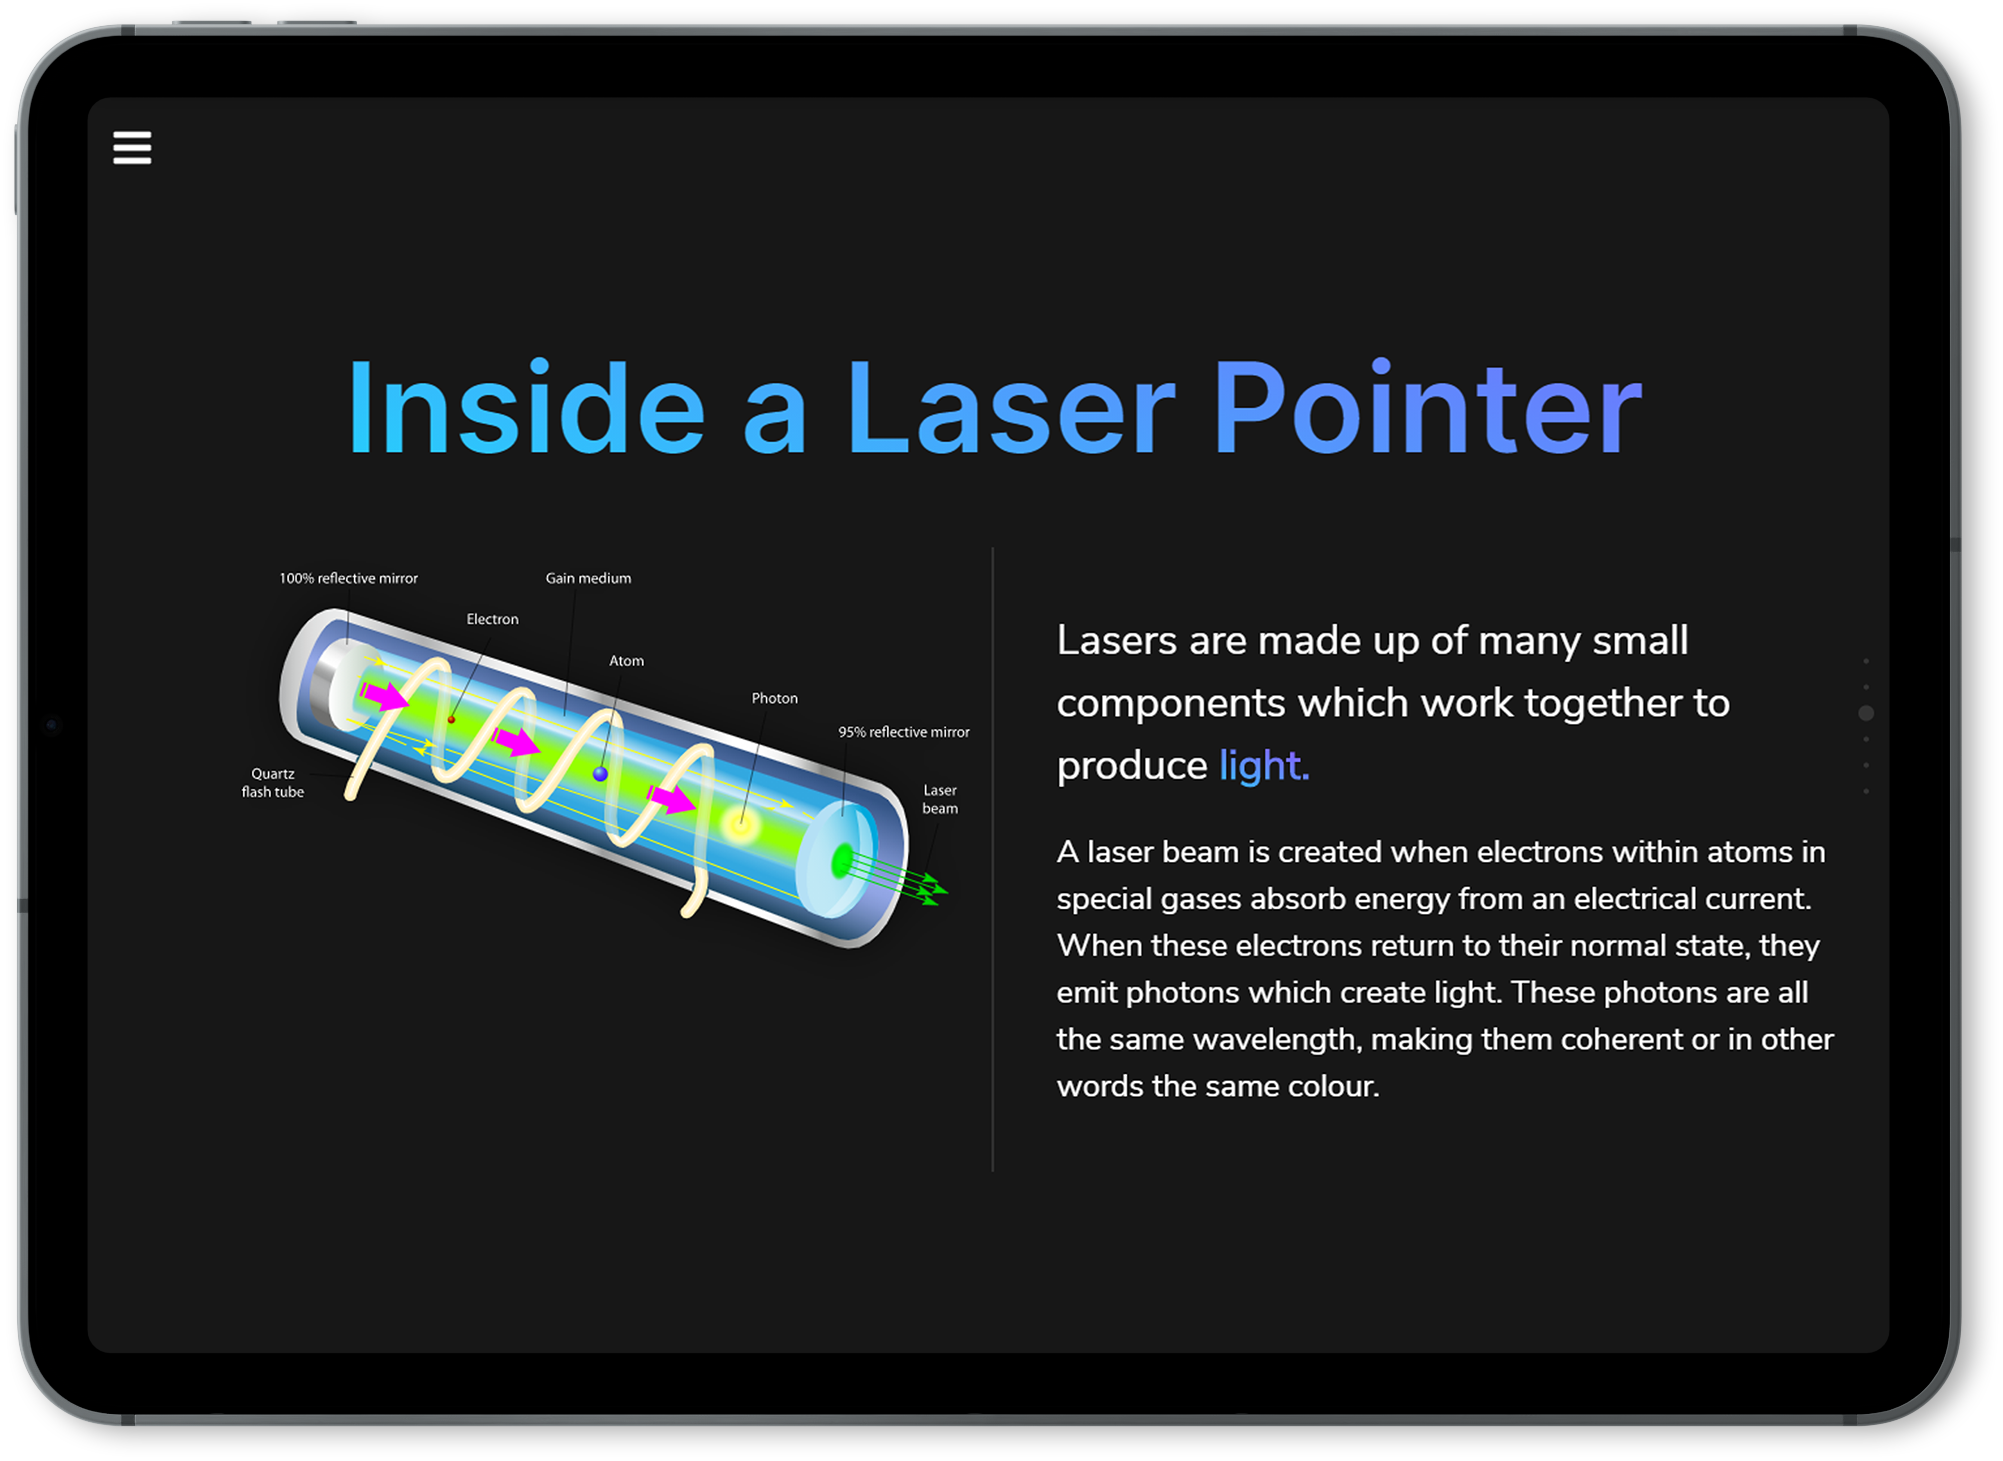 Inside a Laser Pointer
100% reflective mirror
Gain medium
Electron
Atom
Photon
95% reflective mirror
Quartz
flash tube
Laser
beam
Lasers are made up of many small
components which work together to
produce light.
A laser beam is created when electrons within atoms in
special gases absorb energy from an electrical current.
When these electrons return to their normal state, they
emit photons which create light. These photons are all
the same wavelength, making them coherent or in other
words the same colour.